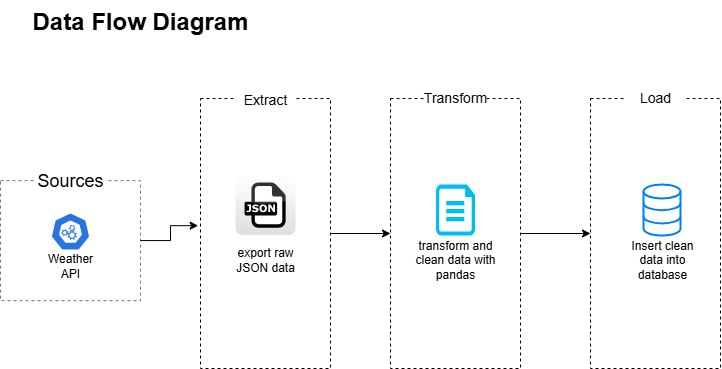 Data Flow Diagram
Sources
Weather
API
Extract
JSON
export raw
JSON data
Transform
transform and
clean data with
pandas
Load
Insert clean
data into
database